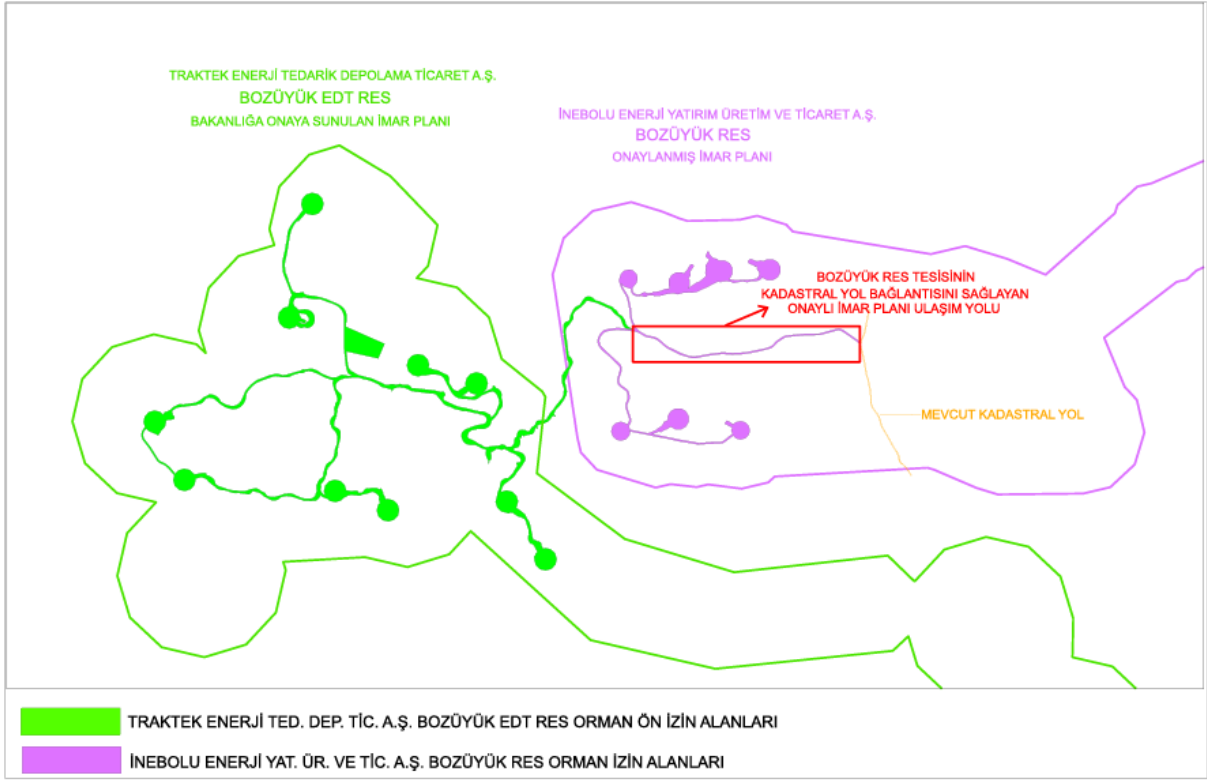 TRAKTEK ENERJİ TEDARİK DEPOLAMA TİCARET A.Ş.
BOZÜYÜK EDT RES
BAKANLIĞA ONAYA SUNULAN İMAR PLANI
İNEBOLU ENERJİ YATIRIM ÜRETİM VE TİCARET A.Ş.
BOZÜYÜK RES
ONAYLANMIŞ İMAR PLANI
BOZÜYÜK RES TESİSİNİN
KADASTRAL YOL BAĞLANTISINI SAĞLAYAN
ONAYLI İMAR PLANI ULAŞIM YOLU
MEVCUT KADASTRAL YOL
TRAKTEK ENERJİ TED. DEP. TİC. A.Ş. BOZÜYÜK EDT RES ORMAN ÖN İZİN ALANLARI
İNEBOLU ENERJİ YAT. ÜR. VE TİC. A.Ş. BOZÜYÜK RES ORMAN İZİN ALANLARI